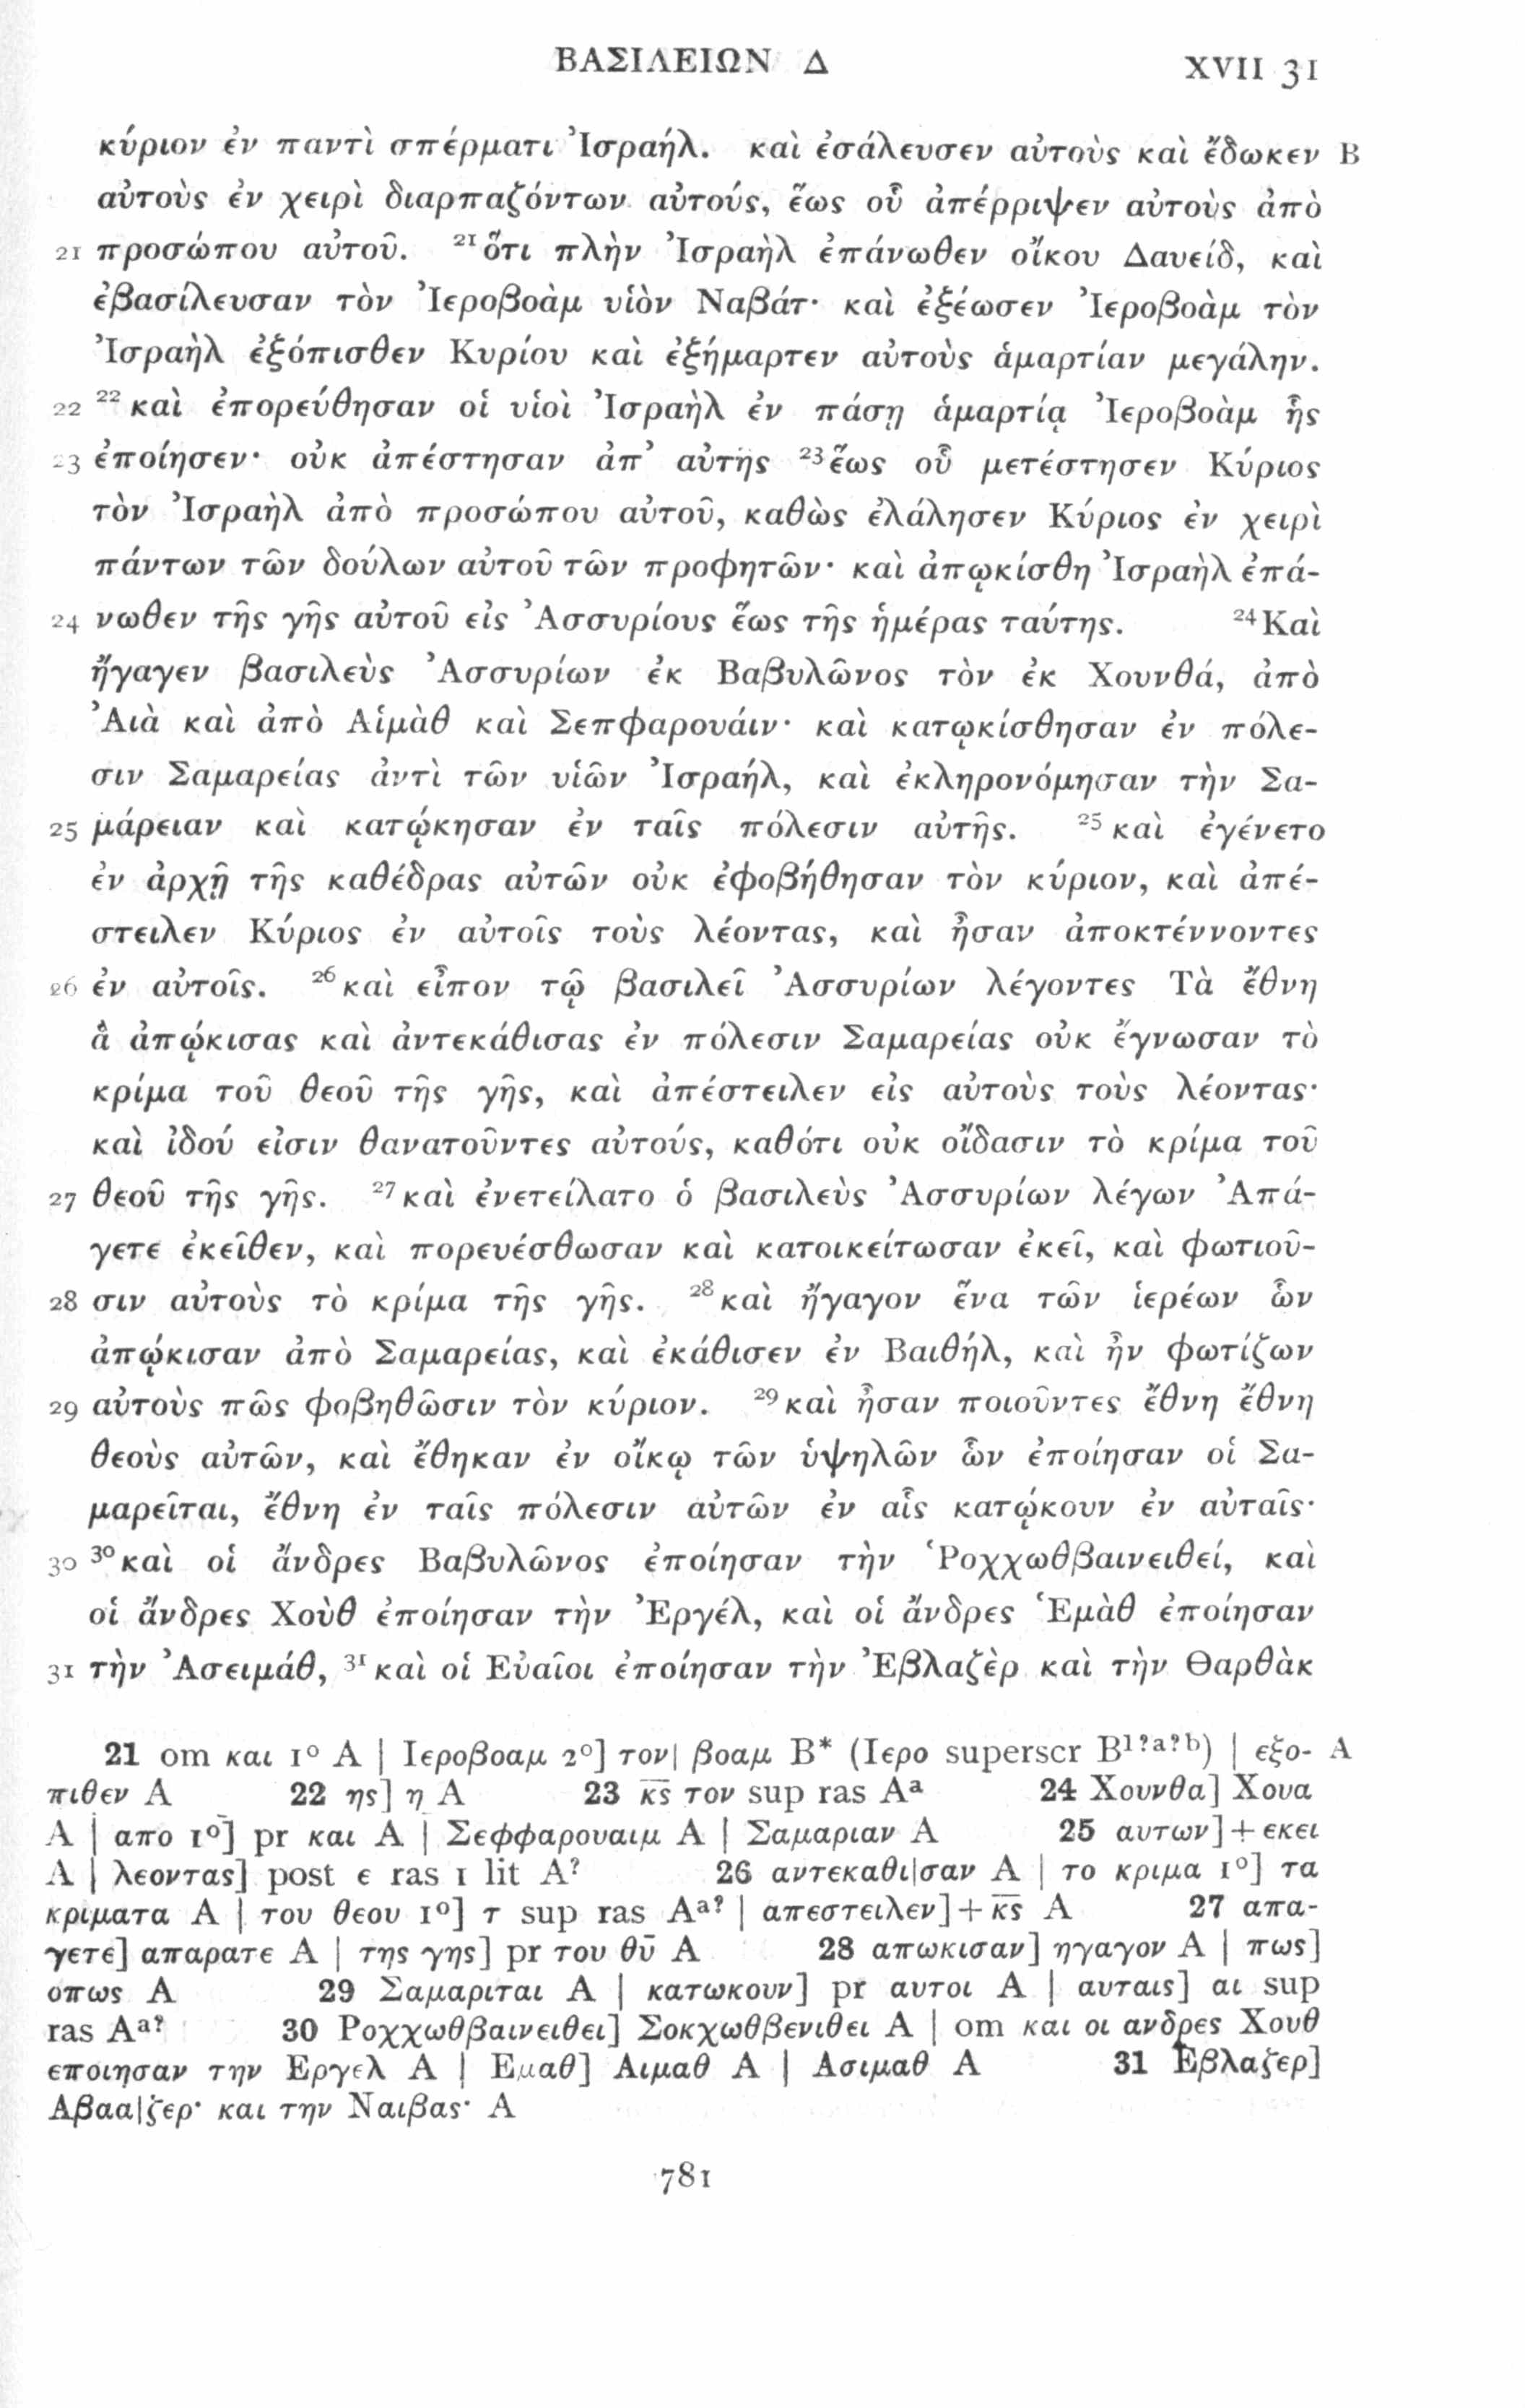 ΒΑΣΙΛΕΙΩΝ Δ XVII 31
κύριον ἐν παντὶ σπέρματι Ἰσραήλ. καὶ ἐσάλευσεν αὐτοὺς καὶ ἔδωκεν B
αὐτοὺς ἐν χειρὶ διαρπαζόντων αὐτούς, ἕως οὗ ἀπέρριψεν αὐτοὺς ἀπὸ
21 προσώπου αὐτοῦ. ²¹ὅτι πλὴν Ἰσραὴλ ἐπάνωθεν οἴκου Δαυείδ, καὶ
ἐβασίλευσαν τὸν Ἰεροβοὰμ υἱὸν Ναβάτ· καὶ ἐξέωσεν Ἰεροβοὰμ τὸν
Ἰσραὴλ ἐξόπισθεν Κυρίου καὶ ἐξήμαρτεν αὐτοὺς ἁμαρτίαν μεγάλην.
22 ²²καὶ ἐπορεύθησαν οἱ υἱοὶ Ἰσραὴλ ἐν πάσῃ ἁμαρτίᾳ Ἰεροβοὰμ ἧς
23 ἐποίησεν· οὐκ ἀπέστησαν ἀπ’ αὐτῆς ²³ἕως οὗ μετέστησεν Κύριος
τὸν Ἰσραὴλ ἀπὸ προσώπου αὐτοῦ, καθὼς ἐλάλησεν Κύριος ἐν χειρὶ
πάντων τῶν δούλων αὐτοῦ τῶν προφητῶν· καὶ ἀπῳκίσθη Ἰσραὴλ ἐπά-
24 νωθεν τῆς γῆς αὐτοῦ εἰς Ἀσσυρίους ἕως τῆς ἡμέρας ταύτης. ²⁴Καὶ
ἤγαγεν βασιλεὺς Ἀσσυρίων ἐκ Βαβυλῶνος τὸν ἐκ Χουνθά, ἀπὸ
Ἀιὰ καὶ ἀπὸ Αἱμὰθ καὶ Σεπφαρουάιν· καὶ κατῳκίσθησαν ἐν πόλε-
σιν Σαμαρείας ἀντὶ τῶν υἱῶν Ἰσραήλ, καὶ ἐκληρονόμησαν τὴν Σα-
25 μάρειαν καὶ κατῴκησαν ἐν ταῖς πόλεσιν αὐτῆς. ²⁵καὶ ἐγένετο
ἐν ἀρχῇ τῆς καθέδρας αὐτῶν οὐκ ἐφοβήθησαν τὸν κύριον, καὶ ἀπέ-
στειλεν Κύριος ἐν αὐτοῖς τοὺς λέοντας, καὶ ἦσαν ἀποκτέννοντες
26 ἐν αὐτοῖς. ²⁶καὶ εἶπον τῷ βασιλεῖ Ἀσσυρίων λέγοντες Τὰ ἔθνη
ἃ ἀπῴκισας καὶ ἀντεκάθισας ἐν πόλεσιν Σαμαρείας οὐκ ἔγνωσαν τὸ
κρίμα τοῦ θεοῦ τῆς γῆς, καὶ ἀπέστειλεν εἰς αὐτοὺς τοὺς λέοντας·
καὶ ἰδού εἰσιν θανατοῦντες αὐτούς, καθότι οὐκ οἴδασιν τὸ κρίμα τοῦ
27 θεοῦ τῆς γῆς. ²⁷καὶ ἐνετείλατο ὁ βασιλεὺς Ἀσσυρίων λέγων Ἀπά-
γετε ἐκεῖθεν, καὶ πορευέσθωσαν καὶ κατοικείτωσαν ἐκεῖ, καὶ φωτιοῦ-
28 σιν αὐτοὺς τὸ κρίμα τῆς γῆς. ²⁸καὶ ἤγαγον ἕνα τῶν ἱερέων ὧν
ἀπῴκισαν ἀπὸ Σαμαρείας, καὶ ἐκάθισεν ἐν Βαιθήλ, καὶ ἦν φωτίζων
29 αὐτοὺς πῶς φοβηθῶσιν τὸν κύριον. ²⁹καὶ ἦσαν ποιοῦντες ἔθνη ἔθνη
θεοὺς αὐτῶν, καὶ ἔθηκαν ἐν οἴκῳ τῶν ὑψηλῶν ὧν ἐποίησαν οἱ Σα-
μαρεῖται, ἔθνη ἐν ταῖς πόλεσιν αὐτῶν ἐν αἷς κατῴκουν ἐν αὐταῖς·
30 ³⁰καὶ οἱ ἄνδρες Βαβυλῶνος ἐποίησαν τὴν Ῥοχχωθβαινειθεί, καὶ
οἱ ἄνδρες Χοὺθ ἐποίησαν τὴν Ἐργέλ, καὶ οἱ ἄνδρες Ἑμὰθ ἐποίησαν
31 τὴν Ἀσειμάθ, ³¹καὶ οἱ Εὑαῖοι ἐποίησαν τὴν Ἐβλαζὲρ καὶ τὴν Θαρθὰκ
21 om και 1° A | Ιεροβοαμ 2°] τον| βοαμ B* (Ιερο superscr B¹?ᵃ?ᵇ) | εξο- A
πιθεν A 22 ης] η A 23 κ̅ς̅ τον sup ras Aᵃ 24 Χουνθα] Χουα
A | απο 1°] pr και A | Σεφφαρουαιμ A | Σαμαριαν A 25 αυτων]+εκει
A | λεοντας] post ε ras 1 lit A? 26 αντεκαθι|σαν A | το κριμα 1°] τα
κριματα A | του θεου 1°] τ sup ras Aᵃ? | απεστειλεν]+κ̅ς̅ A 27 απα-
γετε] απαρατε A | της γης] pr του θ̅υ̅ A 28 απωκισαν] ηγαγον A | πως]
οπως A 29 Σαμαριται A | κατωκουν] pr αυτοι A | αυταις] αι sup
ras Aᵃ? 30 Ροχχωθβαινειθει] Σοκχωθβενιθει A | om και οι ανδρες Χουθ
εποιησαν την Εργελ A | Εμαθ] Αιμαθ A | Ασιμαθ A 31 Εβλαζερ]
Αβαα|ζερ· και την Ναιβας· A
781